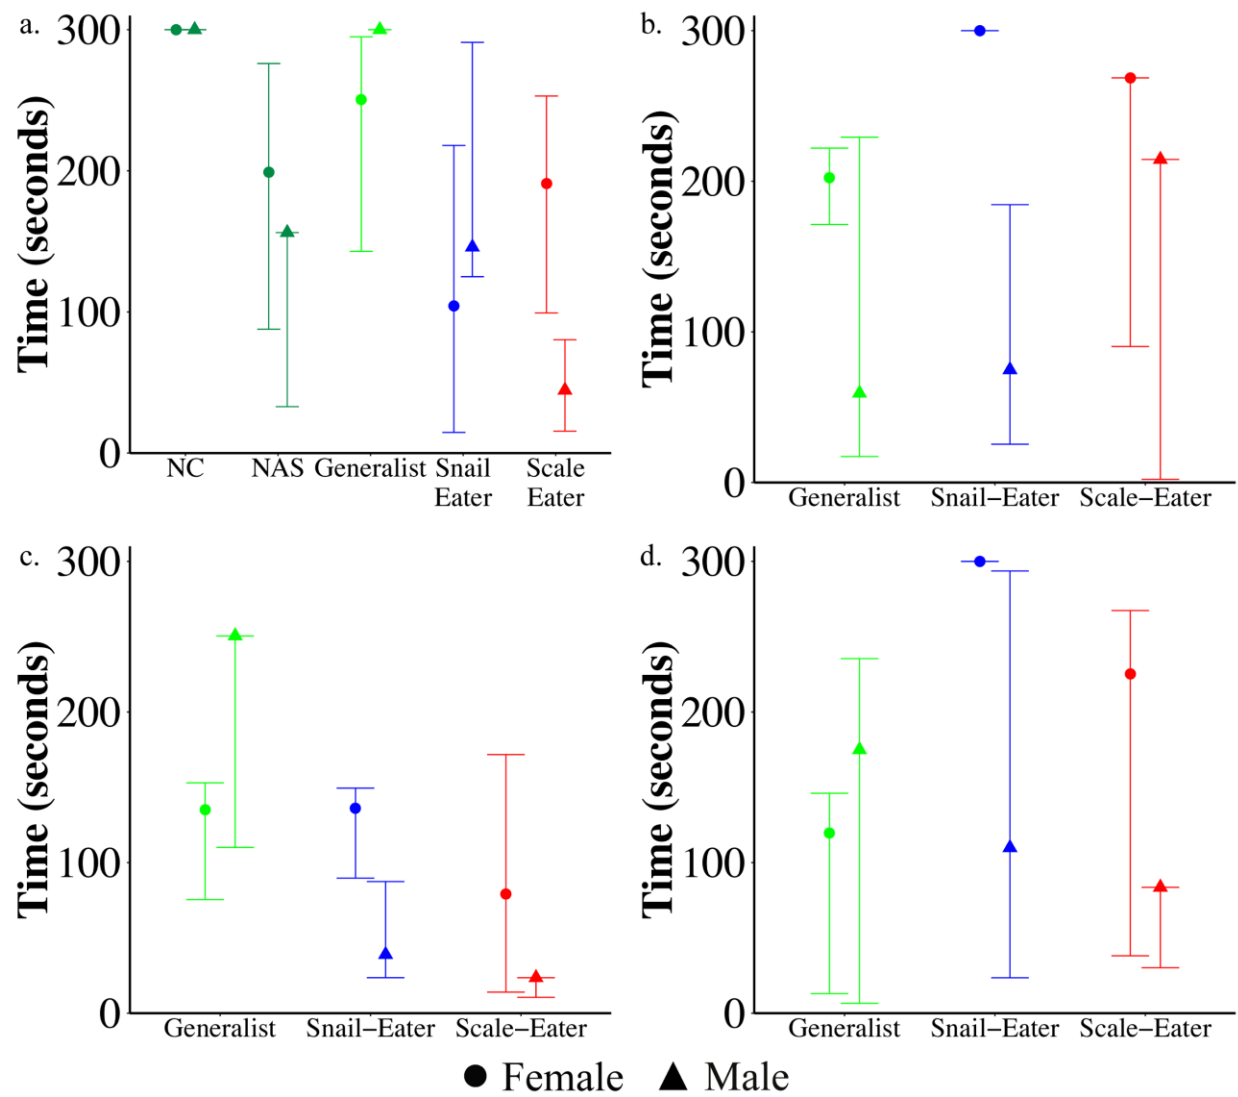 a.
Time (seconds)
300
200
100
0
NC NAS Generalist Snail Eater Scale Eater
b.
Time (seconds)
300
200
100
0
Generalist Snail–Eater Scale–Eater
c.
Time (seconds)
300
200
100
0
Generalist Snail–Eater Scale–Eater
d.
Time (seconds)
300
200
100
0
Generalist Snail–Eater Scale–Eater
Female Male